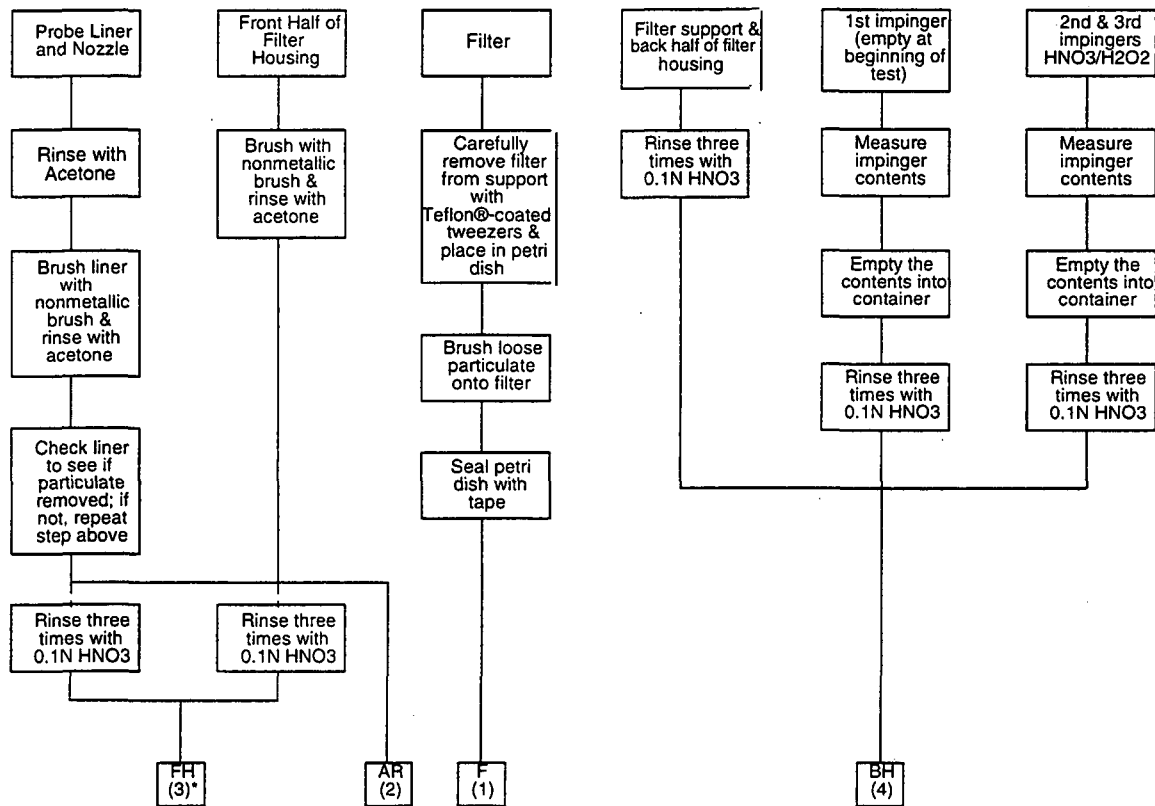 Probe Liner
and Nozzle
Rinse with
Acetone
Brush liner
with
nonmetallic
brush &
rinse with
acetone
Check liner
to see if
particulate
removed; if
not, repeat
step above
Rinse three
times with
0.1N HNO3
Front Half of
Filter
Housing
Brush with
nonmetallic
brush &
rinse with
acetone
Rinse three
times with
0.1N HNO3
FH
(3)*
AR
(2)
Filter
Carefully
remove filter
from support
with
Teflon®-coated
tweezers &
place in petri
dish
Brush loose
particulate
onto filter
Seal petri
dish with
tape
F
(1)
Filter support &
back half of filter
housing
Rinse three
times with
0.1N HNO3
1st impinger
(empty at
beginning of
test)
Measure
impinger
contents
Empty the
contents into
container
Rinse three
times with
0.1N HNO3
2nd & 3rd
impingers
HNO3/H2O2
Measure
impinger
contents
Empty the
contents into
container
Rinse three
times with
0.1N HNO3
BH
(4)